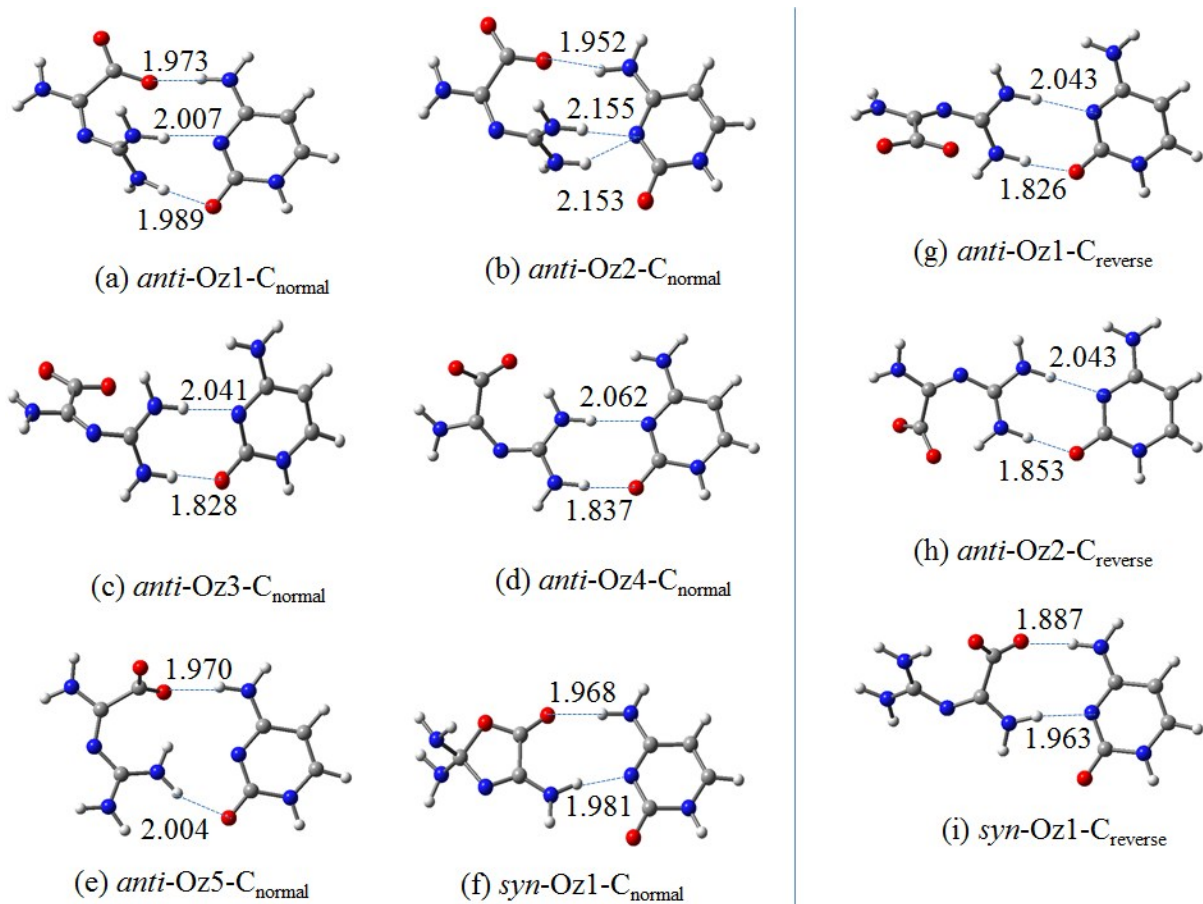 1.973
2.007
1.989
(a) anti-Oz1-Cnormal
1.952
2.155
2.153
(b) anti-Oz2-Cnormal
2.041
1.828
(c) anti-Oz3-Cnormal
2.062
1.837
(d) anti-Oz4-Cnormal
1.970
2.004
(e) anti-Oz5-Cnormal
1.968
1.981
(f) syn-Oz1-Cnormal
2.043
1.826
(g) anti-Oz1-Creverse
2.043
1.853
(h) anti-Oz2-Creverse
1.887
1.963
(i) syn-Oz1-Creverse